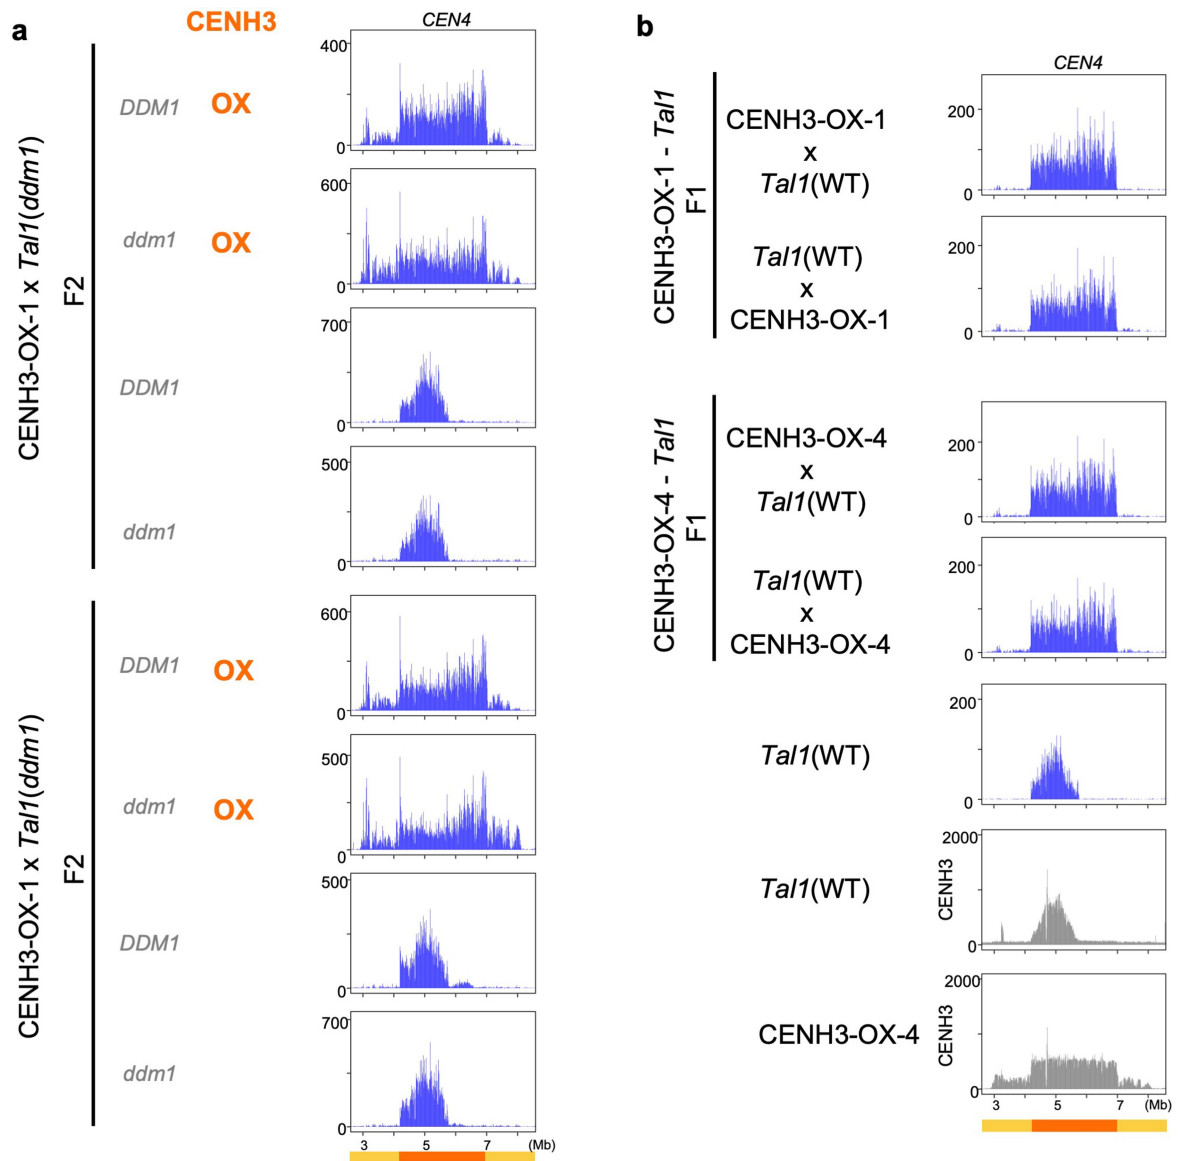 a
CENH3
CEN4
CENH3-OX-1 x Tal1(ddm1)
F2
DDM1
OX
400
0
ddm1
OX
600
0
DDM1
700
0
ddm1
500
0
CENH3-OX-1 x Tal1(ddm1)
F2
DDM1
OX
600
0
ddm1
OX
500
0
DDM1
500
0
ddm1
700
0
3 5 7 (Mb)
b
CEN4
CENH3-OX-1 - Tal1
F1
CENH3-OX-1
x
Tal1(WT)
200
0
Tal1(WT)
x
CENH3-OX-1
200
0
CENH3-OX-4 - Tal1
F1
CENH3-OX-4
x
Tal1(WT)
200
0
Tal1(WT)
x
CENH3-OX-4
200
0
Tal1(WT)
200
0
Tal1(WT)
CENH3
2000
0
CENH3-OX-4
CENH3
2000
0
3 5 7 (Mb)